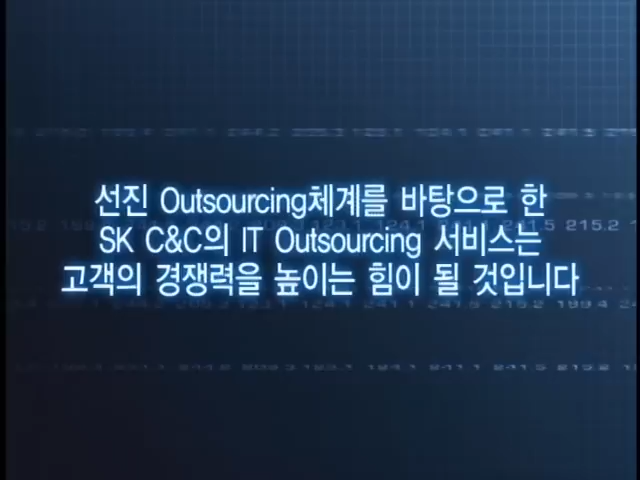 선진 Outsourcing체계를 바탕으로 한
SK C&C의 IT Outsourcing 서비스는
고객의 경쟁력을 높이는 힘이 될 것입니다